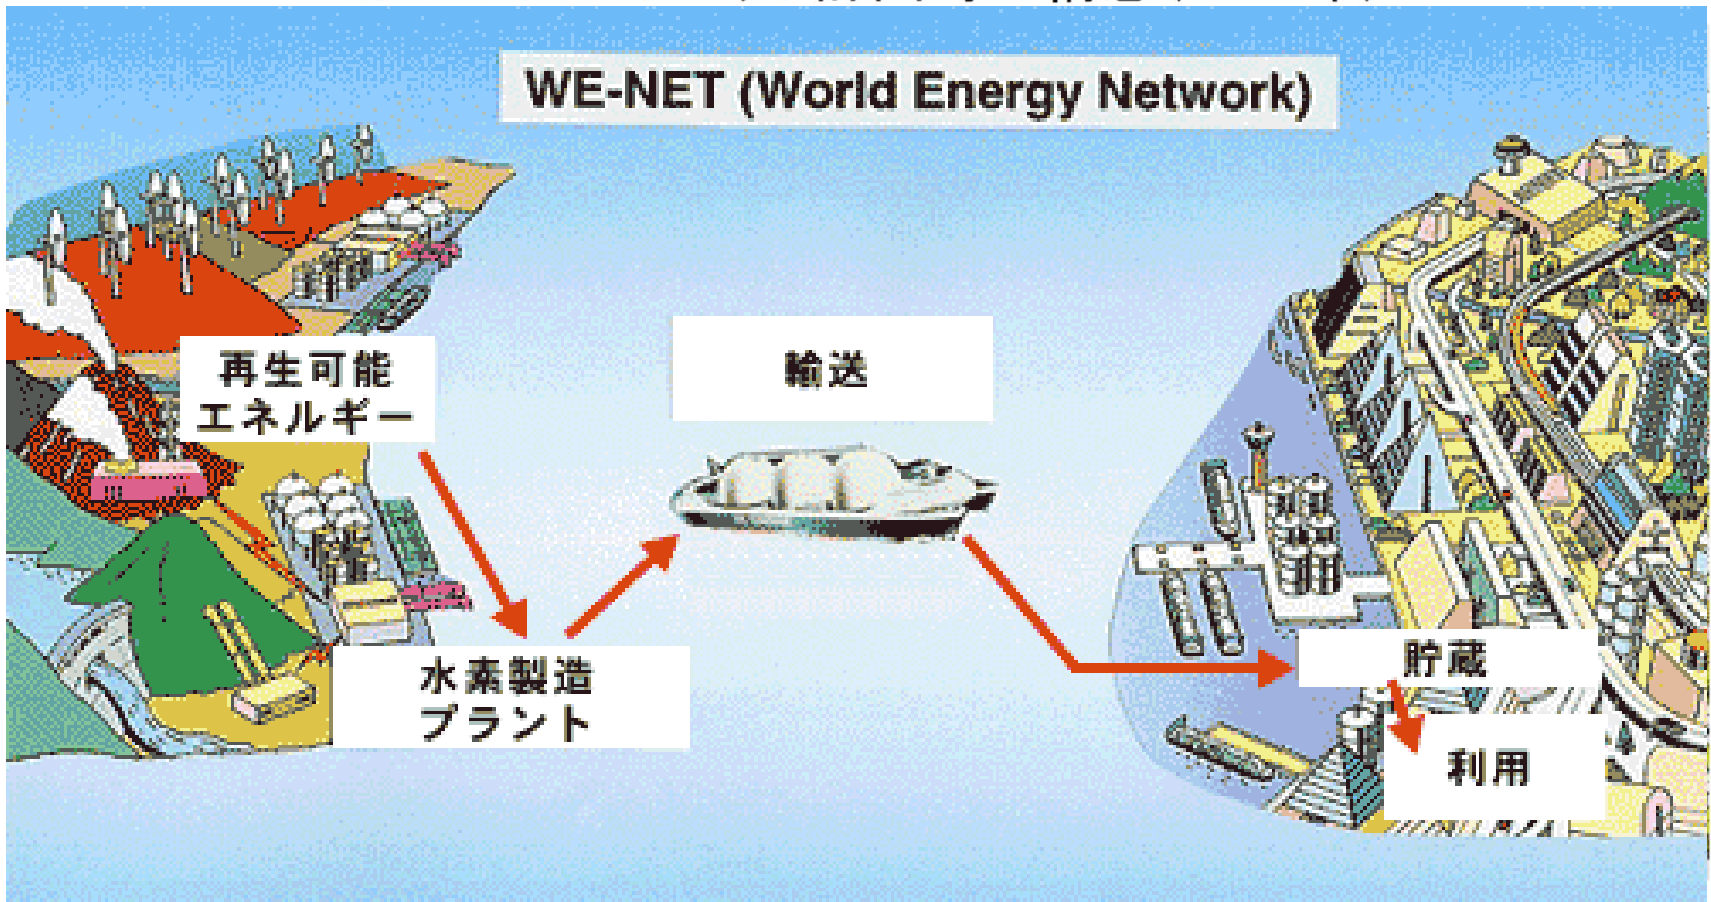 WE-NET (World Energy Network)
再生可能
エネルギー
輸送
水素製造
プラント
貯蔵
利用